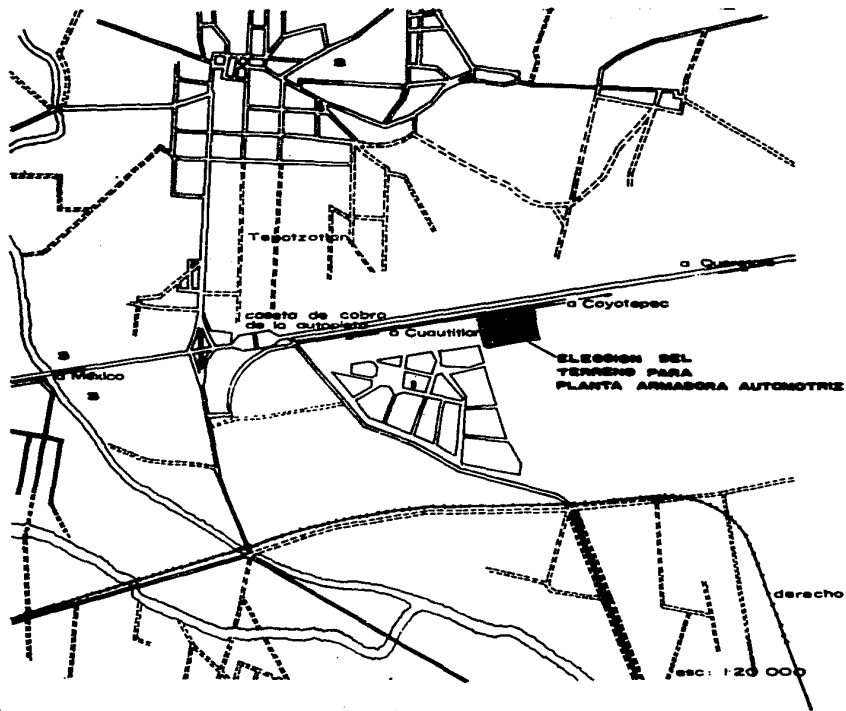 Tepotzotlan
a Queretaro
a Coyotepec
caseta de cobro
de la autopista
a Cuautitlan
ELECCION DEL
TERRENO PARA
PLANTA ARMADORA AUTOMOTRIZ
a Mexico
derecho
esc: 1:20 000